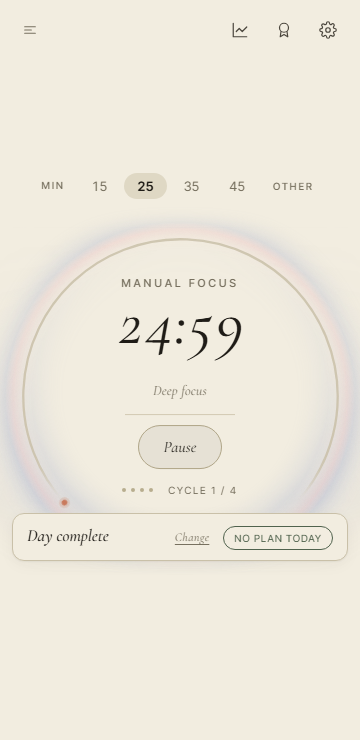 MIN 15 25 35 45 OTHER
MANUAL FOCUS
24:59
Deep focus
Pause
CYCLE 1 / 4
Day complete Change NO PLAN TODAY